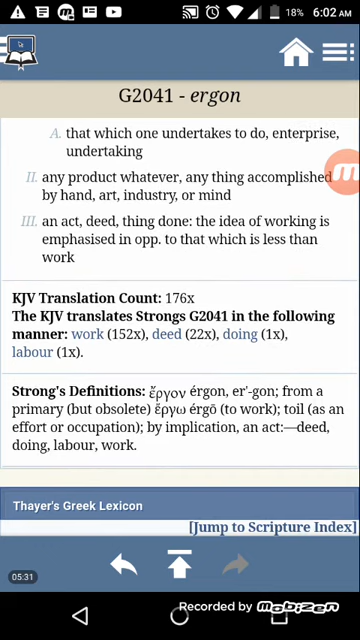 18% 6:02 AM
G2041 - ergon
A. that which one undertakes to do, enterprise,
undertaking
II. any product whatever, any thing accomplished
by hand, art, industry, or mind
III. an act, deed, thing done: the idea of working is
emphasised in opp. to that which is less than
work
KJV Translation Count: 176x
The KJV translates Strongs G2041 in the following
manner: work (152x), deed (22x), doing (1x),
labour (1x).
Strong's Definitions: ἔργον érgon, er'-gon; from a
primary (but obsolete) ἔργω érgō (to work); toil (as an
effort or occupation); by implication, an act:—deed,
doing, labour, work.
Thayer's Greek Lexicon
[Jump to Scripture Index]
05:31
Recorded by mobizen